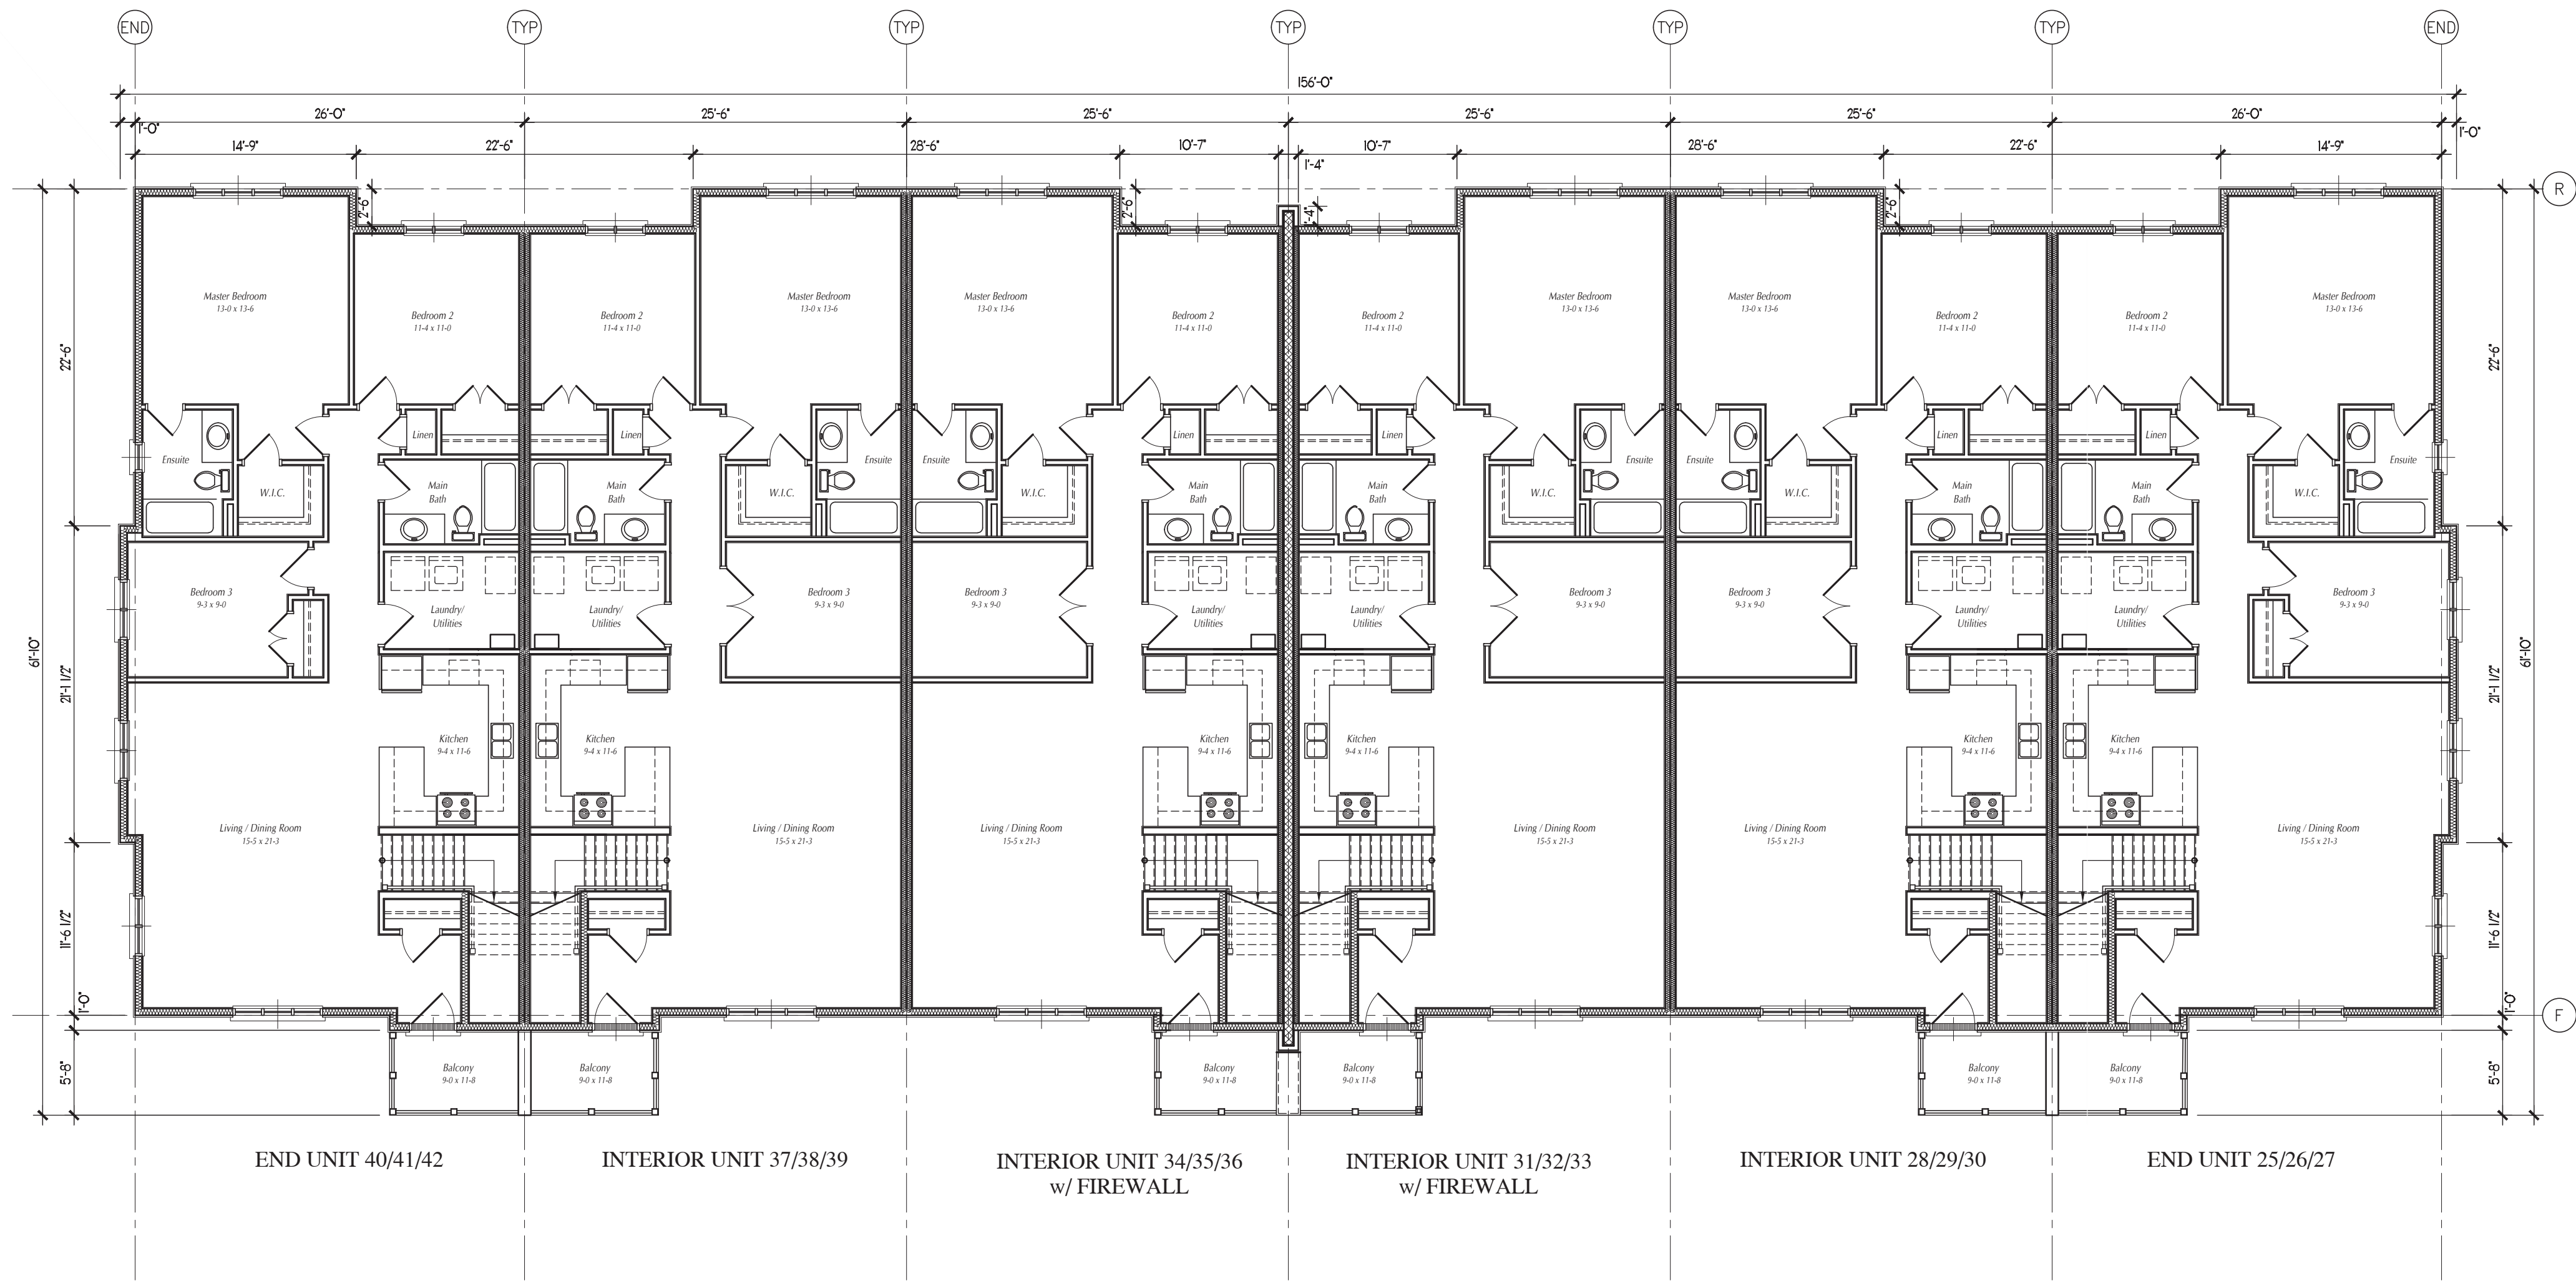 END TYP TYP TYP TYP TYP END
156'-0"
26'-0" 25'-6" 25'-6" 25'-6" 25'-6" 26'-0"
1'-0" 1'-0"
14'-9" 22'-6" 28'-6" 10'-7" 10'-7" 28'-6" 22'-6" 14'-9"
1'-4"
R
2'-6" 2'-6" 1'-4" 2'-6"
Master Bedroom Master Bedroom Master Bedroom Master Bedroom Master Bedroom Master Bedroom
13-0 x 13-6 13-0 x 13-6 13-0 x 13-6 13-0 x 13-6 13-0 x 13-6 13-0 x 13-6
Bedroom 2 Bedroom 2 Bedroom 2 Bedroom 2 Bedroom 2 Bedroom 2
11-4 x 11-0 11-4 x 11-0 11-4 x 11-0 11-4 x 11-0 11-4 x 11-0 11-4 x 11-0
22'-6" 22'-6"
Linen Linen Linen Linen Linen Linen
Ensuite Ensuite Ensuite Ensuite Ensuite Ensuite
Main Main Main Main Main Main
Bath Bath Bath Bath Bath Bath
W.I.C. W.I.C. W.I.C. W.I.C. W.I.C. W.I.C.
Bedroom 3 Bedroom 3 Bedroom 3 Bedroom 3 Bedroom 3 Bedroom 3
9-3 x 9-0 9-3 x 9-0 9-3 x 9-0 9-3 x 9-0 9-3 x 9-0 9-3 x 9-0
Laundry/ Laundry/ Laundry/ Laundry/ Laundry/ Laundry/
Utilities Utilities Utilities Utilities Utilities Utilities
61'-10" 61'-10"
21'-1 1/2" 21'-1 1/2"
Kitchen Kitchen Kitchen Kitchen Kitchen Kitchen
9-4 x 11-6 9-4 x 11-6 9-4 x 11-6 9-4 x 11-6 9-4 x 11-6 9-4 x 11-6
Living / Dining Room Living / Dining Room Living / Dining Room Living / Dining Room Living / Dining Room Living / Dining Room
15-5 x 21-3 15-5 x 21-3 15-5 x 21-3 15-5 x 21-3 15-5 x 21-3 15-5 x 21-3
11'-6 1/2" 11'-6 1/2"
1'-0" 1'-0"
F
5'-8" 5'-8"
Balcony Balcony Balcony Balcony Balcony Balcony
9-0 x 11-8 9-0 x 11-8 9-0 x 11-8 9-0 x 11-8 9-0 x 11-8 9-0 x 11-8
END UNIT 40/41/42 INTERIOR UNIT 37/38/39 INTERIOR UNIT 34/35/36 INTERIOR UNIT 31/32/33 INTERIOR UNIT 28/29/30 END UNIT 25/26/27
w/ FIREWALL w/ FIREWALL